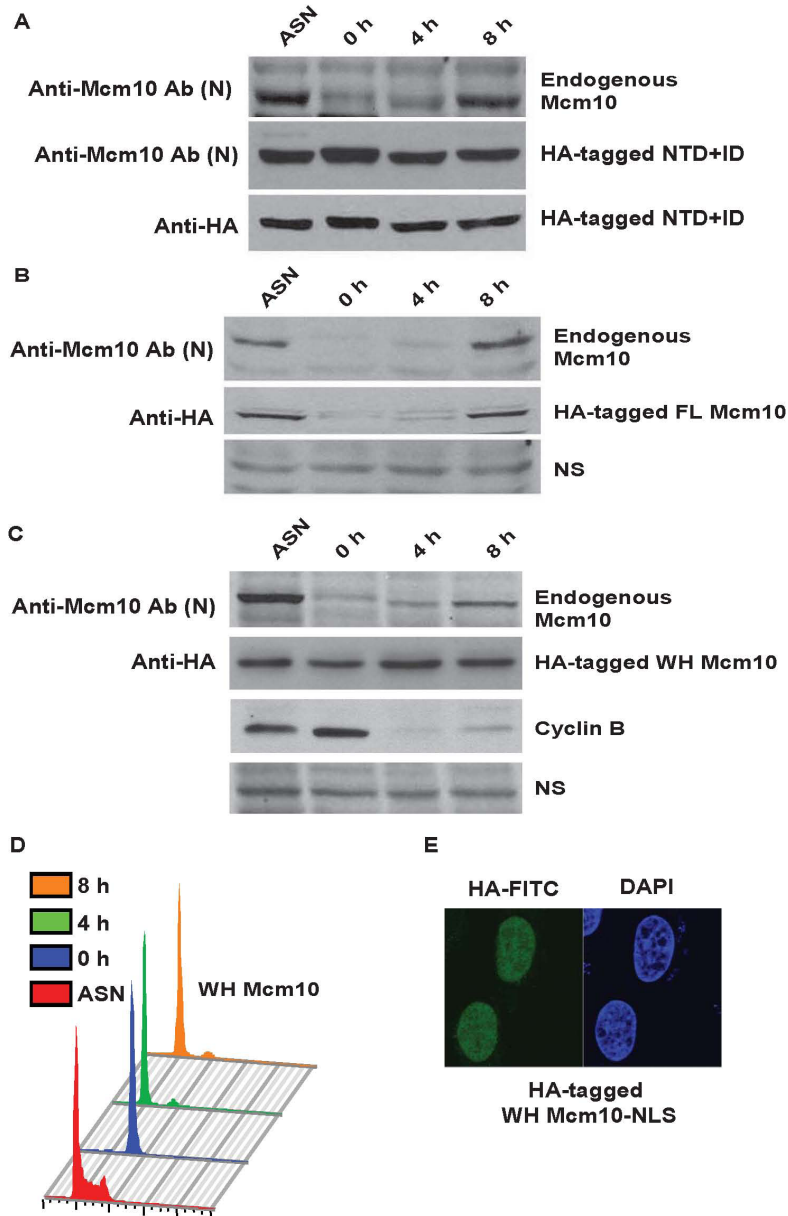 A
ASN 0 h 4 h 8 h
Anti-Mcm10 Ab (N)
Endogenous
Mcm10
Anti-Mcm10 Ab (N)
HA-tagged NTD+ID
Anti-HA
HA-tagged NTD+ID
B
ASN 0 h 4 h 8 h
Anti-Mcm10 Ab (N)
Endogenous
Mcm10
Anti-HA
HA-tagged FL Mcm10
NS
C
ASN 0 h 4 h 8 h
Anti-Mcm10 Ab (N)
Endogenous
Mcm10
Anti-HA
HA-tagged WH Mcm10
Cyclin B
NS
D
8 h
4 h
0 h
ASN
WH Mcm10
E
HA-FITC
DAPI
HA-tagged
WH Mcm10-NLS